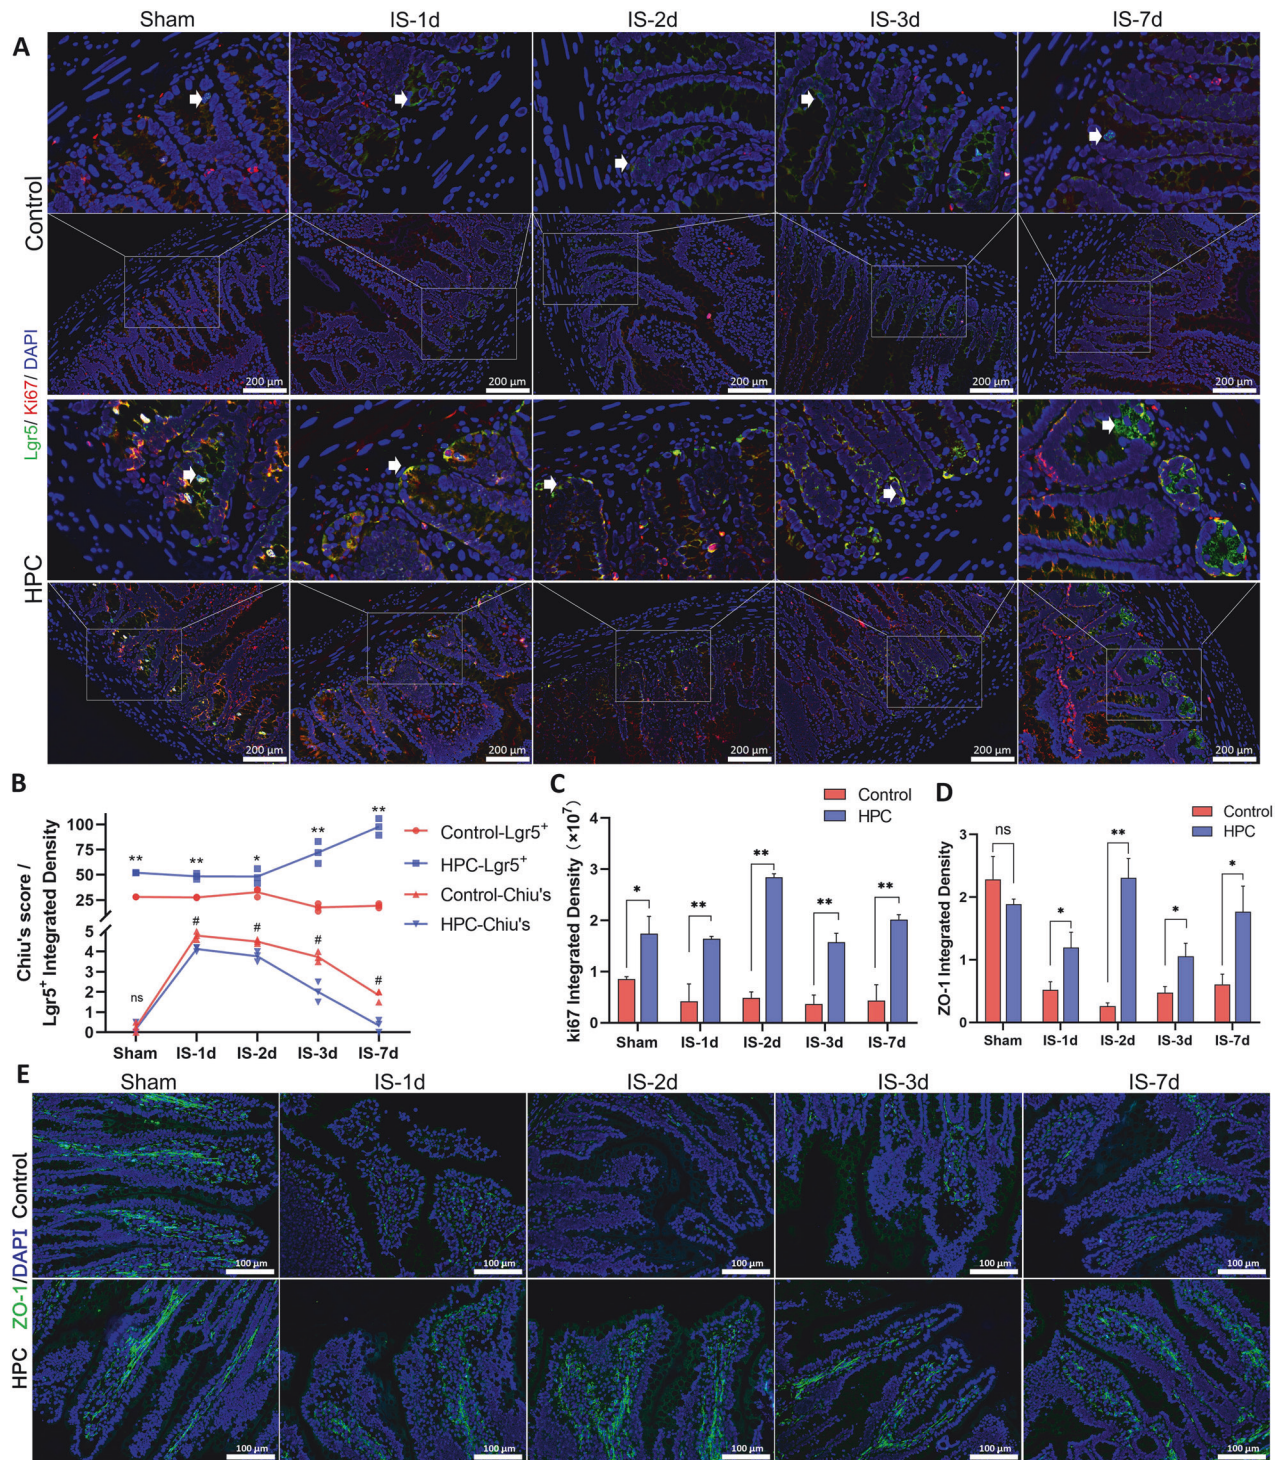 Sham IS-1d IS-2d IS-3d IS-7d
A
Control
200 µm 200 µm 200 µm 200 µm 200 µm
Lgr5/ Ki67/ DAPI
HPC
200 µm 200 µm 200 µm 200 µm 200 µm
B
Chiu's score /
Lgr5+ Integrated Density
100
75
50
25
5
4
3
2
1
0
** ** * ** **
ns # # # #
Sham IS-1d IS-2d IS-3d IS-7d
Control-Lgr5+
HPC-Lgr5+
Control-Chiu's
HPC-Chiu's
C
ki67 Integrated Density (×107)
4
3
2
1
0
* ** ** ** **
Sham IS-1d IS-2d IS-3d IS-7d
Control
HPC
D
ZO-1 Integrated Density
3
2
1
0
ns * ** * *
Sham IS-1d IS-2d IS-3d IS-7d
Control
HPC
E
Sham IS-1d IS-2d IS-3d IS-7d
HPC ZO-1/DAPI Control
100 µm 100 µm 100 µm 100 µm 100 µm
100 µm 100 µm 100 µm 100 µm 100 µm